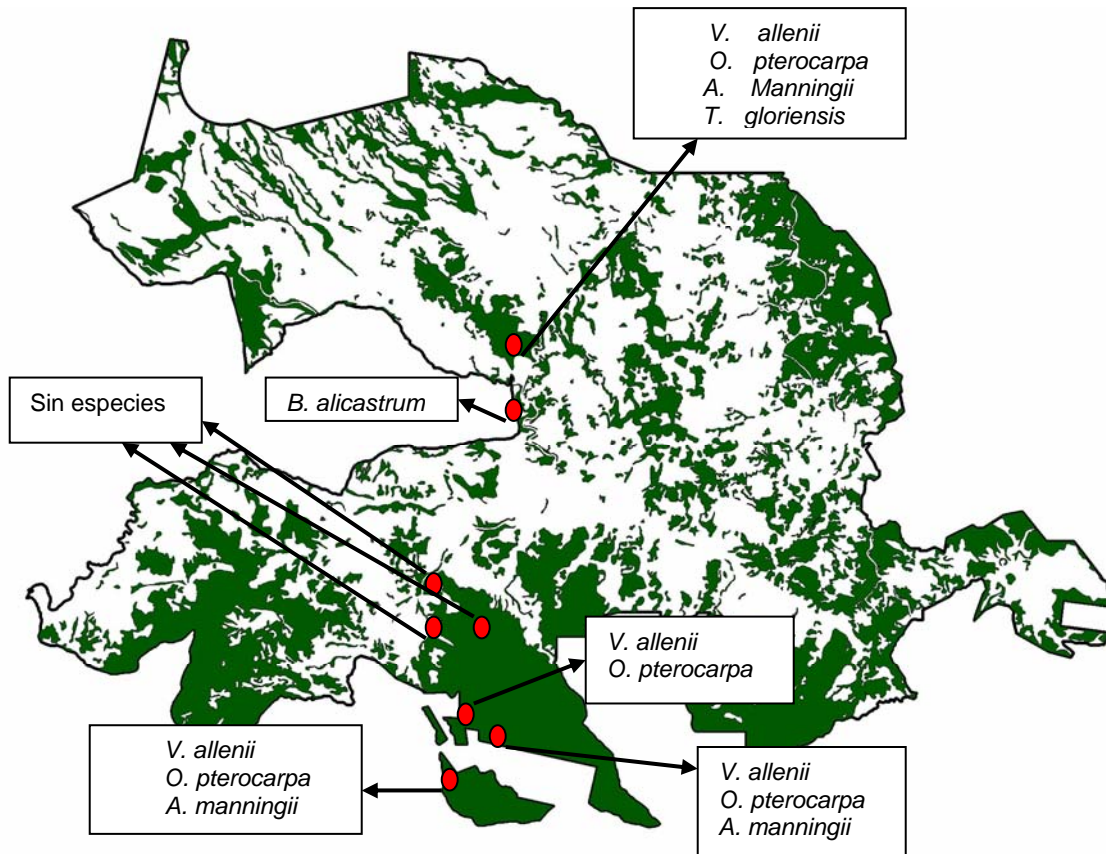 V. allenii
O. pterocarpa
A. Manningii
T. gloriensis
Sin especies
B. alicastrum
V. allenii
O. pterocarpa
V. allenii
O. pterocarpa
A. manningii
V. allenii
O. pterocarpa
A. manningii